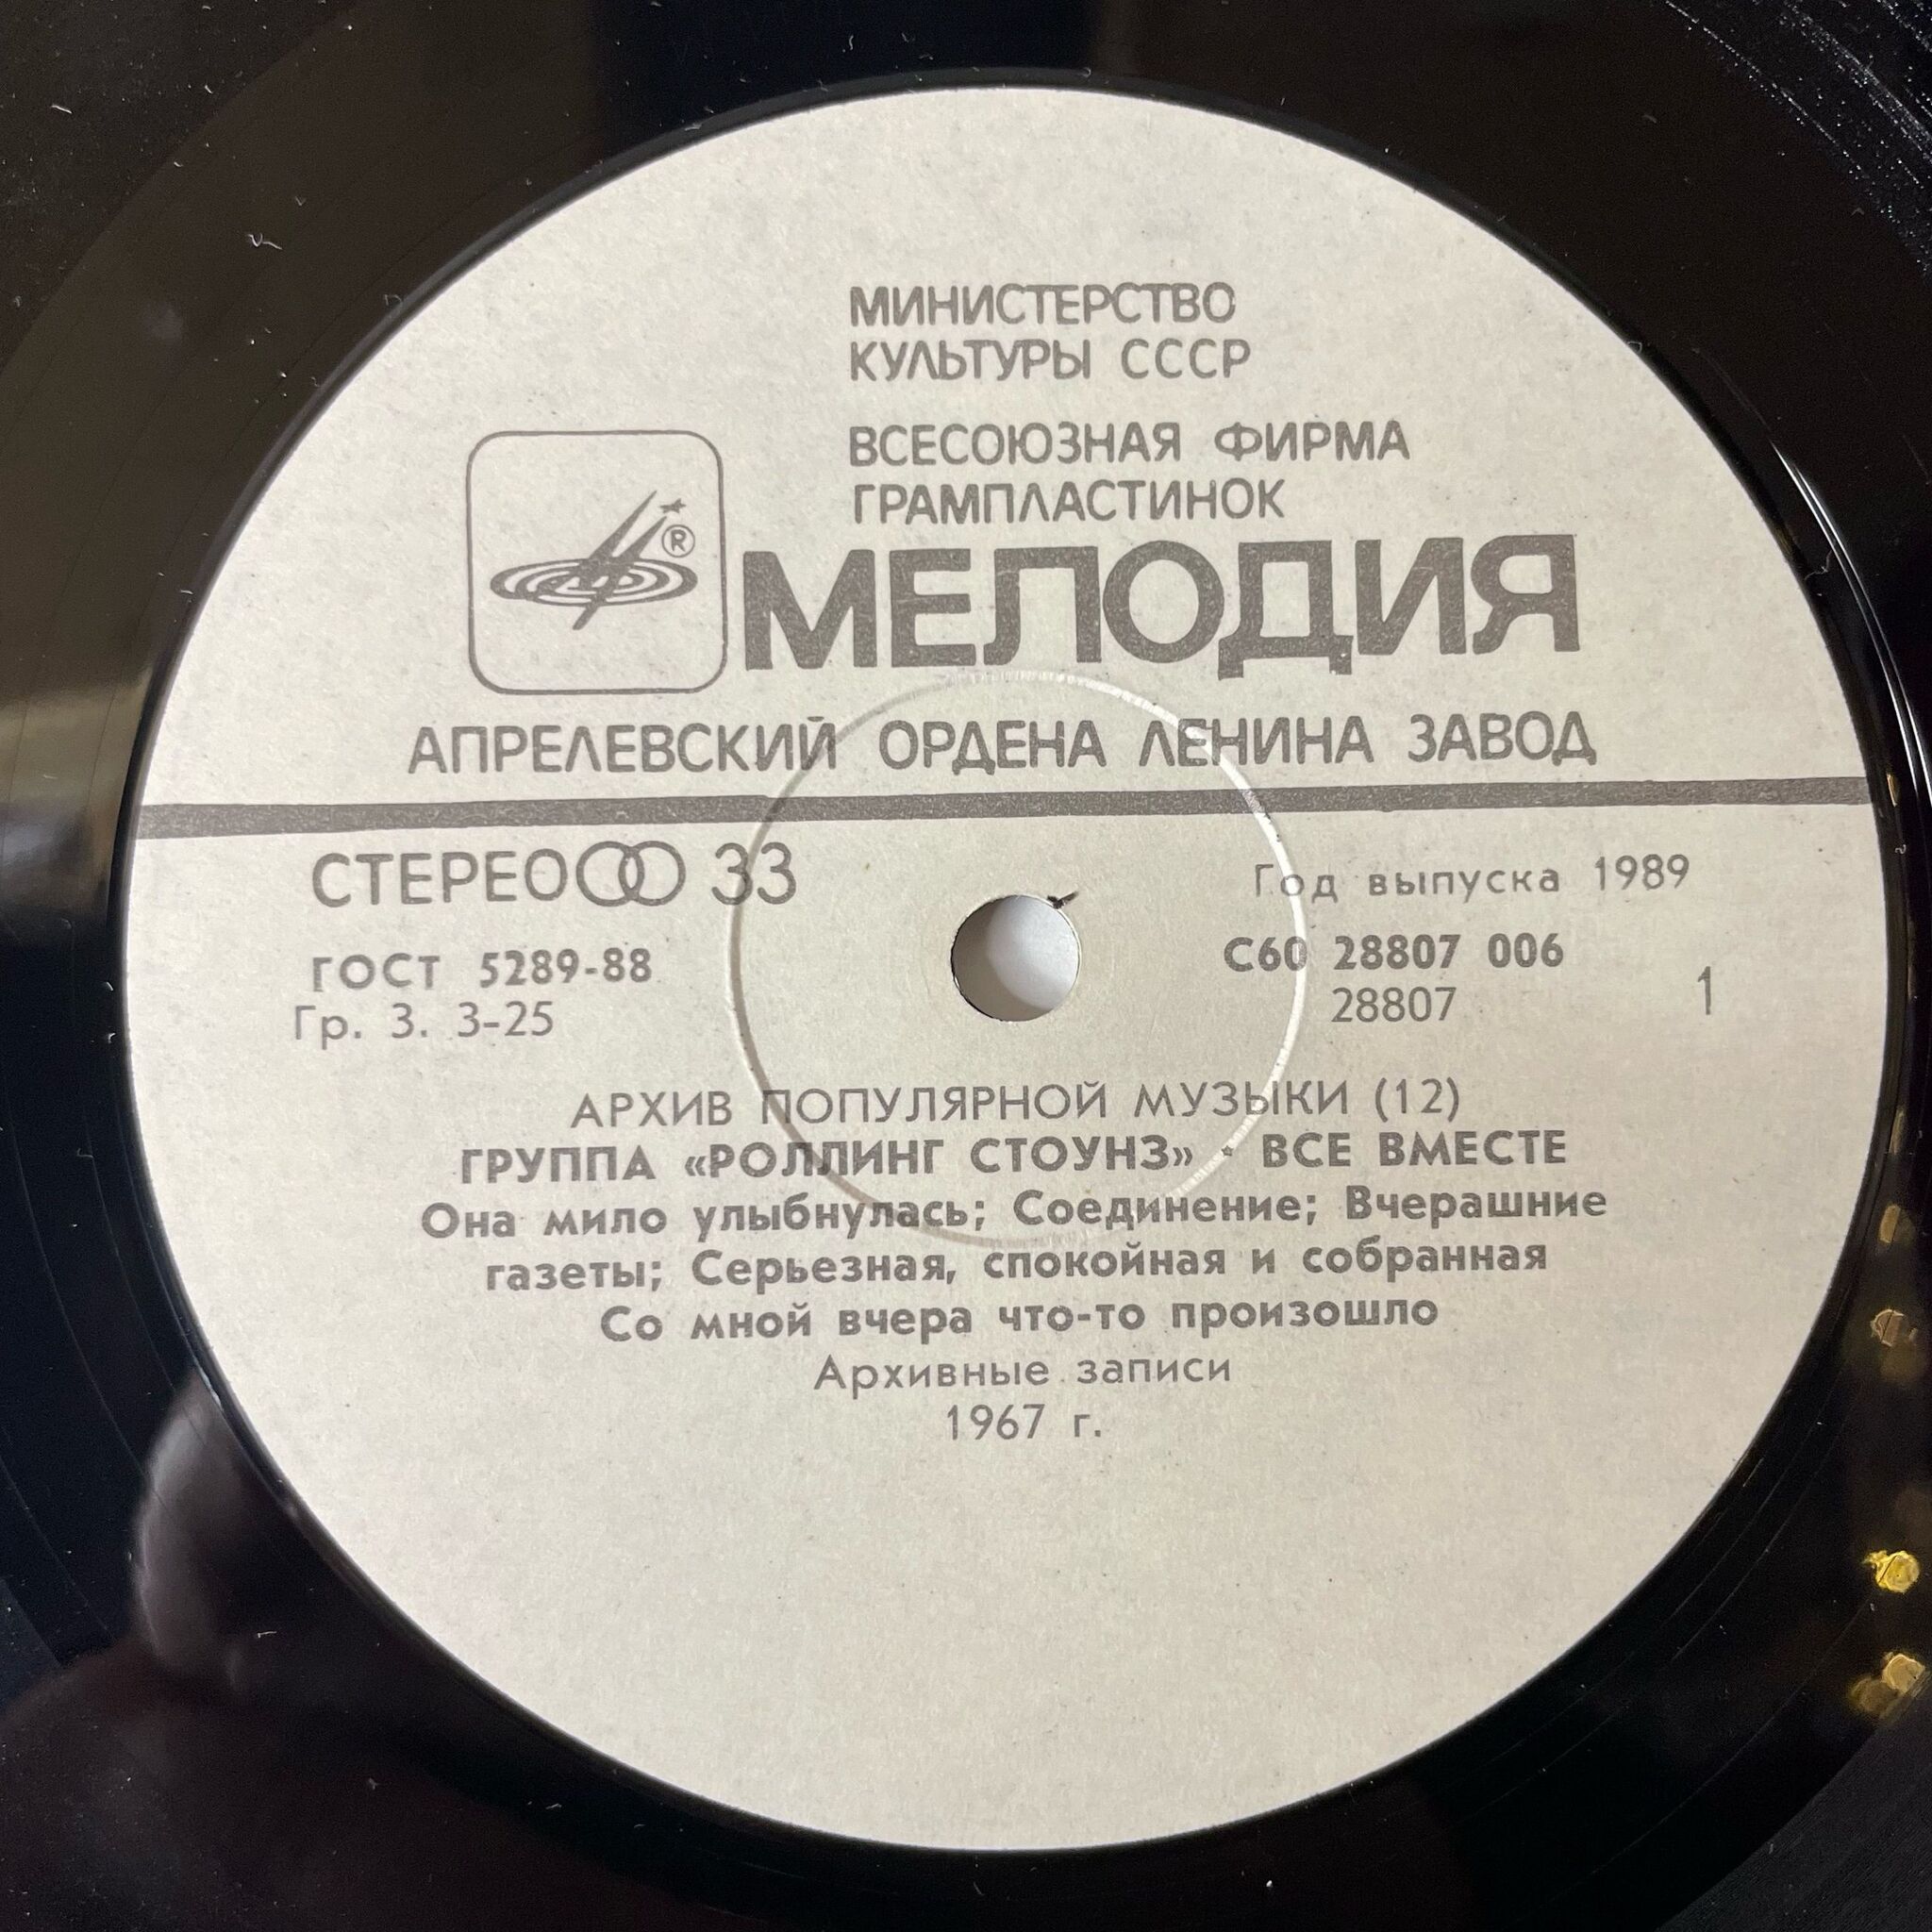 МИНИСТЕРСТВО
КУЛЬТУРЫ СССР
ВСЕСОЮЗНАЯ ФИРМА
ГРАМПЛАСТИНОК
®
МЕЛОДИЯ
АПРЕЛЕВСКИЙ ОРДЕНА ЛЕНИНА ЗАВОД
СТЕРЕО 33
Год выпуска 1989
ГОСТ 5289-88
С60 28807 006
Гр. 3. 3-25
28807
1
АРХИВ ПОПУЛЯРНОЙ МУЗЫКИ (12)
ГРУППА «РОЛЛИНГ СТОУНЗ» · ВСЕ ВМЕСТЕ
Она мило улыбнулась; Соединение; Вчерашние
газеты; Серьезная, спокойная и собранная
Со мной вчера что-то произошло
Архивные записи
1967 г.